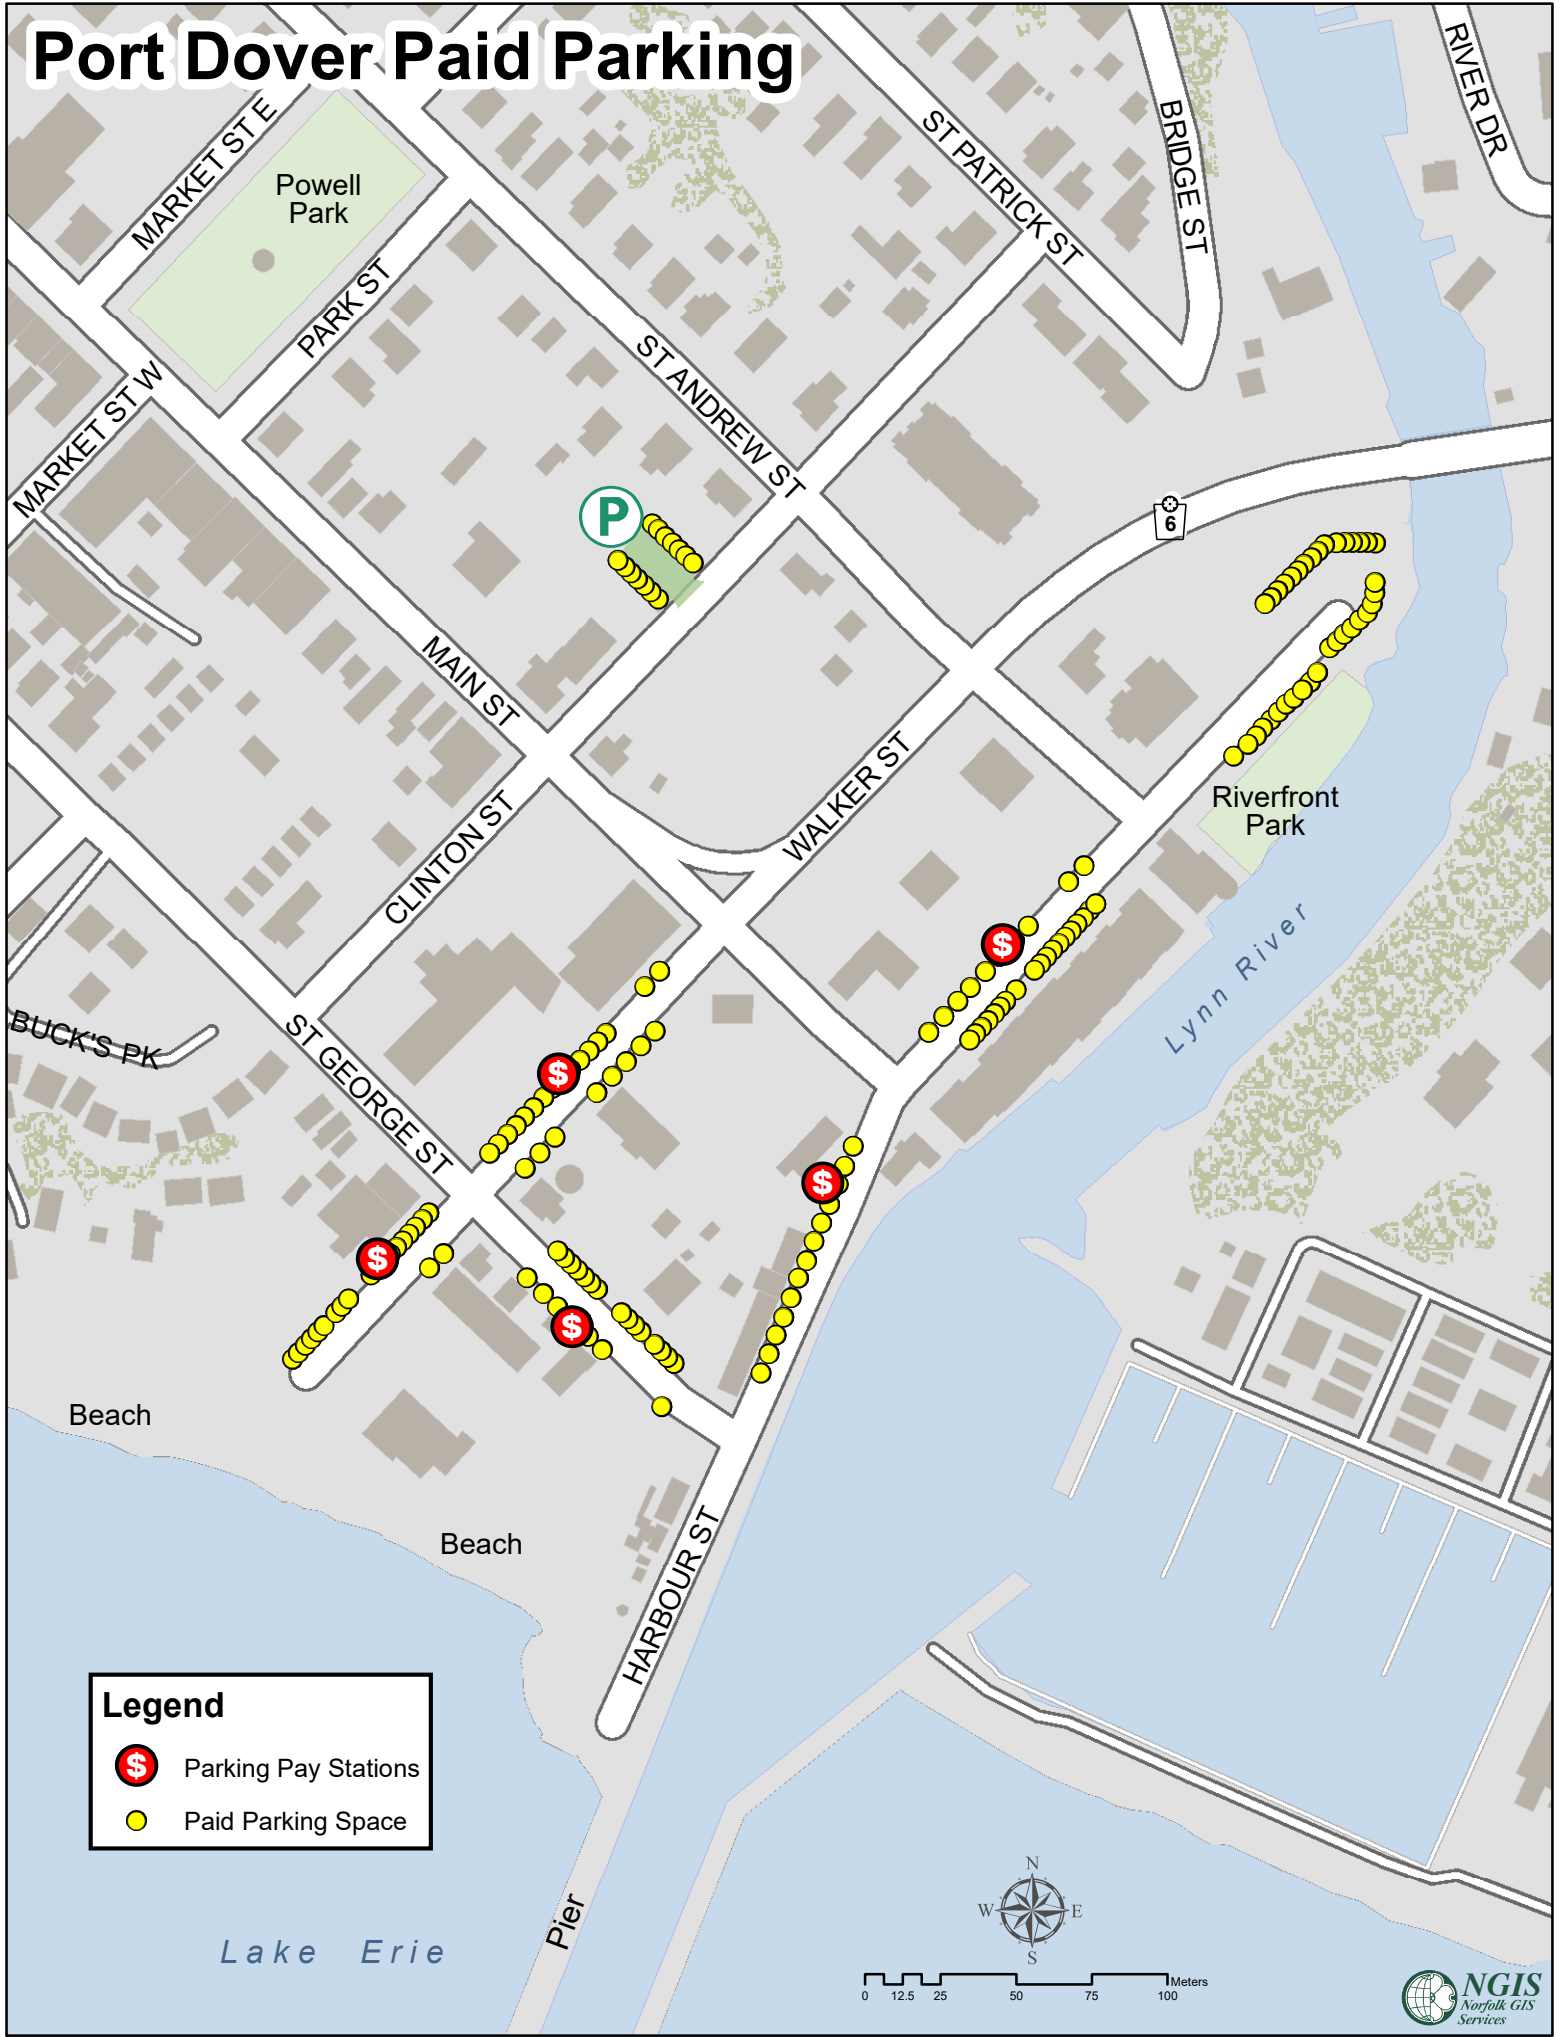 Port Dover Paid Parking
RIVER DR
MARKET ST E
BRIDGE ST
ST PATRICK ST
Powell
Park
PARK ST
ST ANDREW ST
MARKET ST W
P
6
MAIN ST
WALKER ST
Riverfront
Park
CLINTON ST
$
Lynn River
BUCK'S PK
ST GEORGE ST
$
$
$
$
Beach
Beach
HARBOUR ST
Legend
$ Parking Pay Stations
Paid Parking Space
Pier
Lake Erie
N
W E
S
Meters
0 12.5 25 50 75 100
NGIS
Norfolk GIS
Services